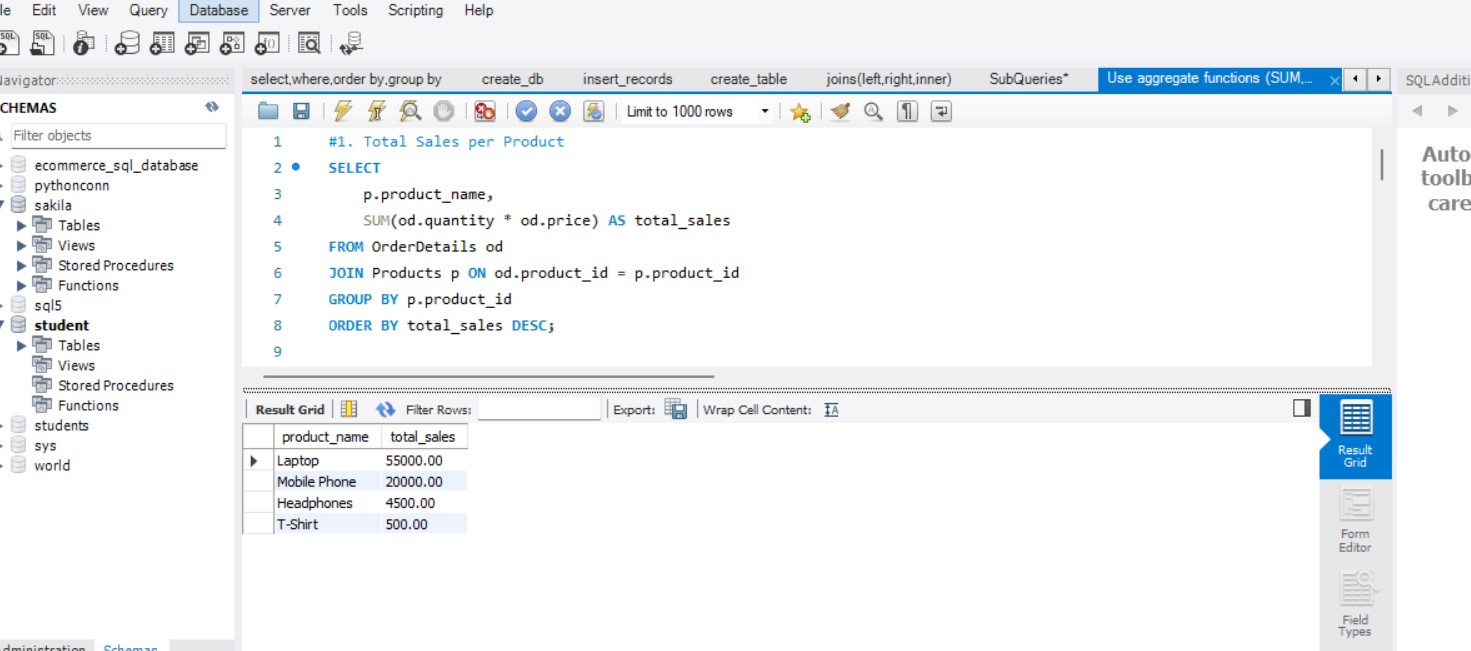 le Edit View Query Database Server Tools Scripting Help
SQL SQL
Navigator
select,where,order by,group by create_db insert_records create_table joins(left,right,inner) SubQueries* Use aggregate functions (SUM,... SQLAdditi
CHEMAS
Filter objects
ecommerce_sql_database
pythonconn
sakila
Tables
Views
Stored Procedures
Functions
sql5
student
Tables
Views
Stored Procedures
Functions
students
sys
world
dministration Schemas
Limit to 1000 rows
1 #1. Total Sales per Product
2 SELECT
3 p.product_name,
4 SUM(od.quantity * od.price) AS total_sales
5 FROM OrderDetails od
6 JOIN Products p ON od.product_id = p.product_id
7 GROUP BY p.product_id
8 ORDER BY total_sales DESC;
9
Result Grid Filter Rows: Export: Wrap Cell Content: IA
product_name total_sales
Laptop 55000.00
Mobile Phone 20000.00
Headphones 4500.00
T-Shirt 500.00
Result
Grid
Form
Editor
Field
Types
Auto
toolb
care